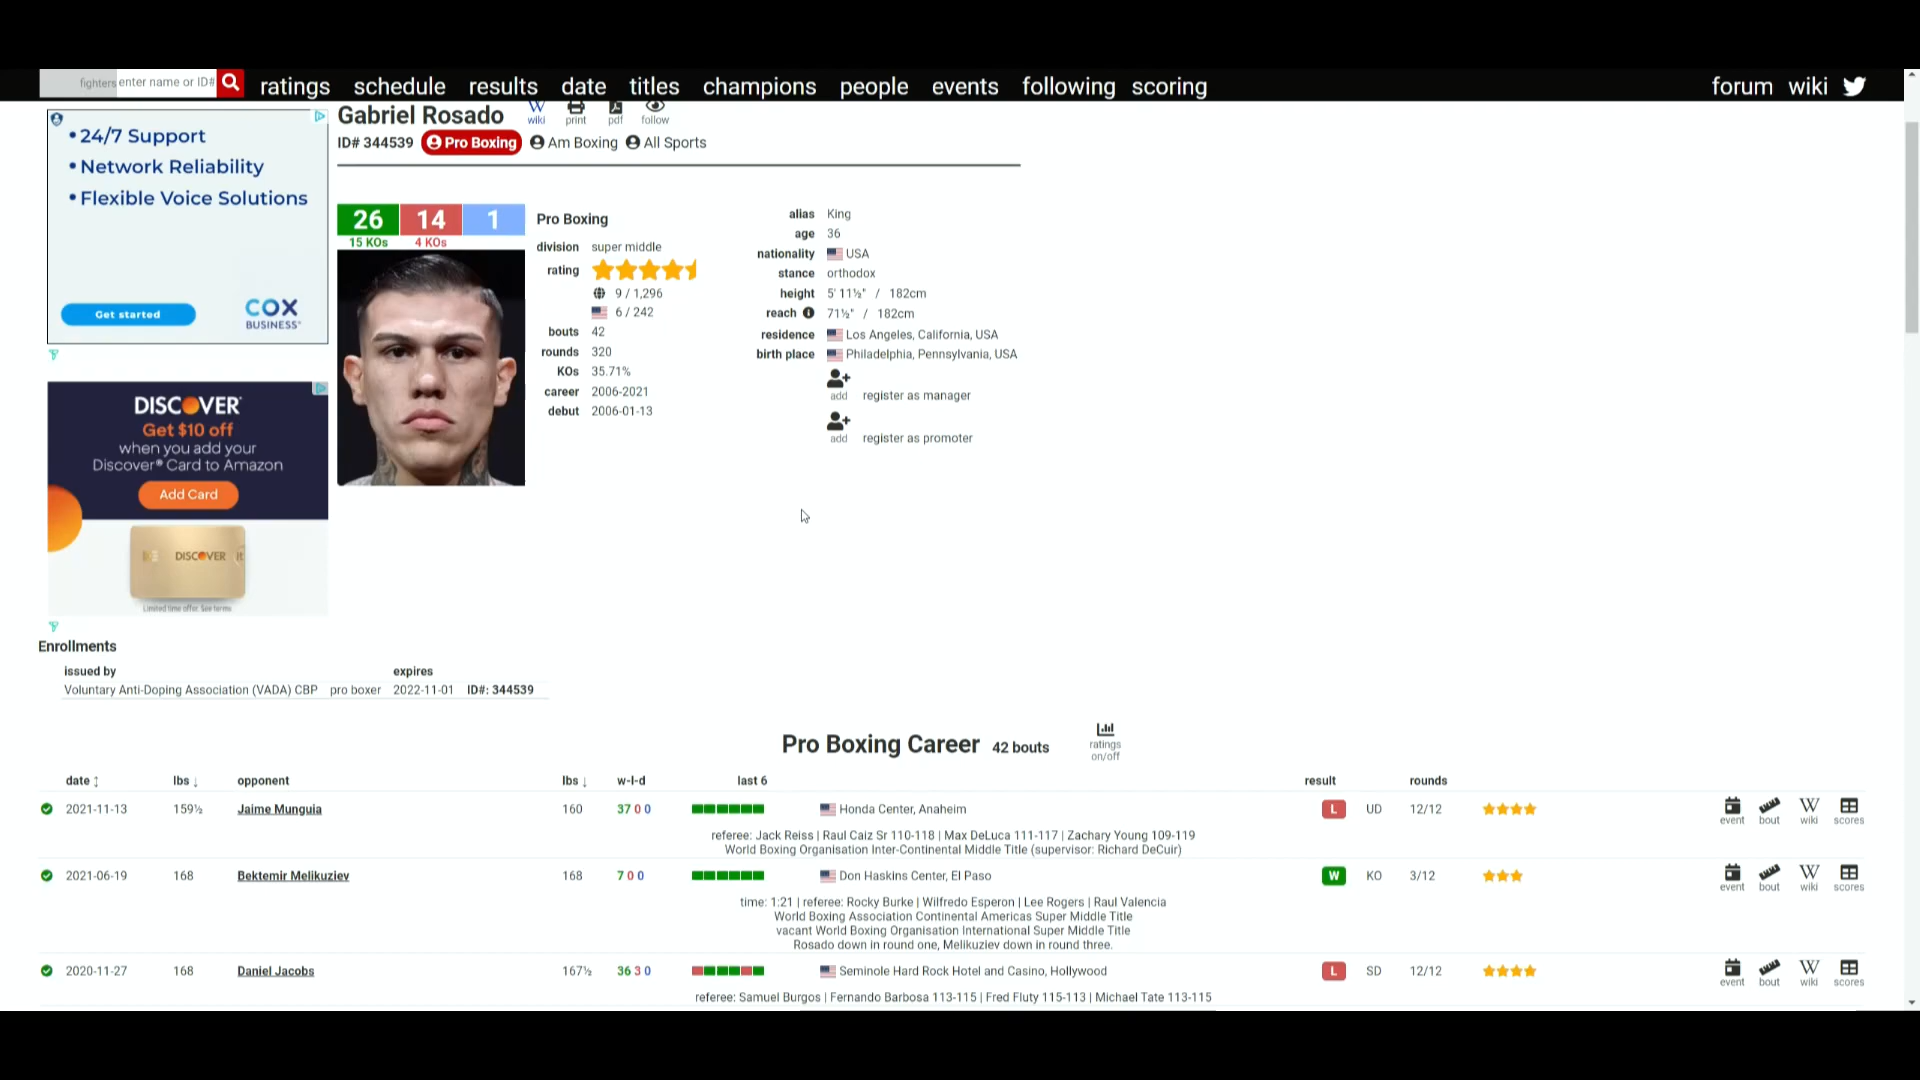 fighters enter name or ID# ratings schedule results date titles champions people events following scoring forum wiki
Gabriel Rosado
wiki print pdf follow
ID# 344539 Pro Boxing Am Boxing All Sports
• 24/7 Support
• Network Reliability
• Flexible Voice Solutions
Get started
COX
BUSINESS
26 14 1
15 KOs 4 KOs
Pro Boxing
division super middle
rating
9 / 1,296
6 / 242
bouts 42
rounds 320
KOs 35.71%
career 2006-2021
debut 2006-01-13
alias King
age 36
nationality USA
stance orthodox
height 5' 11½" / 182cm
reach 71½" / 182cm
residence Los Angeles, California, USA
birth place Philadelphia, Pennsylvania, USA
add register as manager
add register as promoter
DISCOVER
Get $10 off
when you add your
Discover® Card to Amazon
Add Card
DISCOVER it
Limited time offer. See terms.
Enrollments
issued by expires
Voluntary Anti-Doping Association (VADA) CBP pro boxer 2022-11-01 ID#: 344539
Pro Boxing Career 42 bouts
ratings
on/off
date lbs opponent lbs w-l-d last 6 result rounds
2021-11-13 159½ Jaime Munguia 160 37 0 0 Honda Center, Anaheim L UD 12/12 event bout wiki scores
referee: Jack Reiss | Raul Caiz Sr 110-118 | Max DeLuca 111-117 | Zachary Young 109-119
World Boxing Organisation Inter-Continental Middle Title (supervisor: Richard DeCuir)
2021-06-19 168 Bektemir Melikuziev 168 7 0 0 Don Haskins Center, El Paso W KO 3/12 event bout wiki scores
time: 1:21 | referee: Rocky Burke | Wilfredo Esperon | Lee Rogers | Raul Valencia
World Boxing Association Continental Americas Super Middle Title
vacant World Boxing Organisation International Super Middle Title
Rosado down in round one, Melikuziev down in round three.
2020-11-27 168 Daniel Jacobs 167½ 36 3 0 Seminole Hard Rock Hotel and Casino, Hollywood L SD 12/12 event bout wiki scores
referee: Samuel Burgos | Fernando Barbosa 113-115 | Fred Fluty 115-113 | Michael Tate 113-115